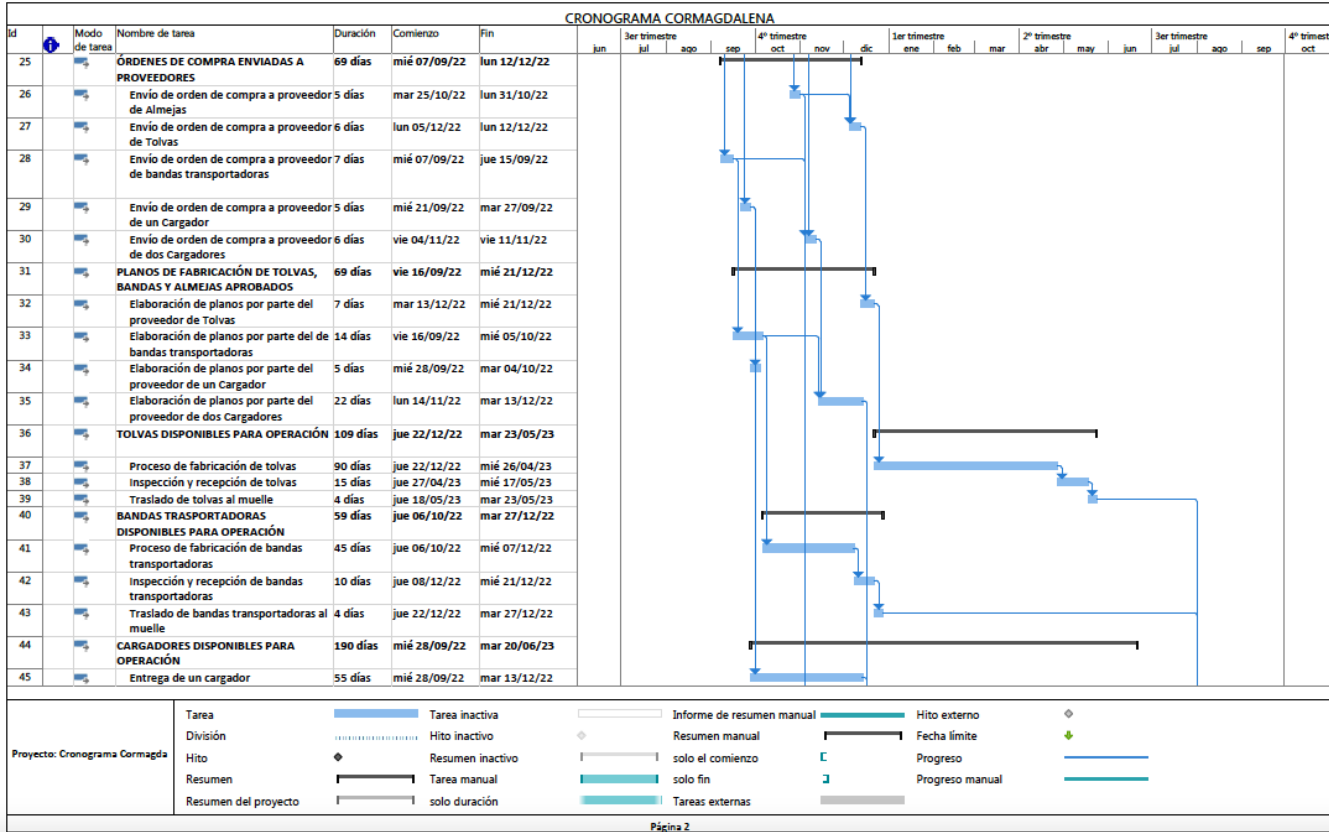 CRONOGRAMA CORMAGDALENA
Id Modo de tarea Nombre de tarea Duración Comienzo Fin
3er trimestre 4º trimestre 1er trimestre 2º trimestre 3er trimestre 4º trimest
jun jul ago sep oct nov dic ene feb mar abr may jun jul ago sep oct
25 ÓRDENES DE COMPRA ENVIADAS A 69 días mié 07/09/22 lun 12/12/22
PROVEEDORES
26 Envío de orden de compra a proveedor 5 días mar 25/10/22 lun 31/10/22
de Almejas
27 Envío de orden de compra a proveedor 6 días lun 05/12/22 lun 12/12/22
de Tolvas
28 Envío de orden de compra a proveedor 7 días mié 07/09/22 jue 15/09/22
de bandas transportadoras
29 Envío de orden de compra a proveedor 5 días mié 21/09/22 mar 27/09/22
de un Cargador
30 Envío de orden de compra a proveedor 6 días vie 04/11/22 vie 11/11/22
de dos Cargadores
31 PLANOS DE FABRICACIÓN DE TOLVAS, 69 días vie 16/09/22 mié 21/12/22
BANDAS Y ALMEJAS APROBADOS
32 Elaboración de planos por parte del 7 días mar 13/12/22 mié 21/12/22
proveedor de Tolvas
33 Elaboración de planos por parte del de 14 días vie 16/09/22 mié 05/10/22
bandas transportadoras
34 Elaboración de planos por parte del 5 días mié 28/09/22 mar 04/10/22
proveedor de un Cargador
35 Elaboración de planos por parte del 22 días lun 14/11/22 mar 13/12/22
proveedor de dos Cargadores
36 TOLVAS DISPONIBLES PARA OPERACIÓN 109 días jue 22/12/22 mar 23/05/23
37 Proceso de fabricación de tolvas 90 días jue 22/12/22 mié 26/04/23
38 Inspección y recepción de tolvas 15 días jue 27/04/23 mié 17/05/23
39 Traslado de tolvas al muelle 4 días jue 18/05/23 mar 23/05/23
40 BANDAS TRASPORTADORAS 59 días jue 06/10/22 mar 27/12/22
DISPONIBLES PARA OPERACIÓN
41 Proceso de fabricación de bandas 45 días jue 06/10/22 mié 07/12/22
transportadoras
42 Inspección y recepción de bandas 10 días jue 08/12/22 mié 21/12/22
transportadoras
43 Traslado de bandas transportadoras al 4 días jue 22/12/22 mar 27/12/22
muelle
44 CARGADORES DISPONIBLES PARA 190 días mié 28/09/22 mar 20/06/23
OPERACIÓN
45 Entrega de un cargador 55 días mié 28/09/22 mar 13/12/22
Proyecto: Cronograma Cormagda
Tarea Tarea inactiva Informe de resumen manual Hito externo
División Hito inactivo Resumen manual Fecha límite
Hito Resumen inactivo solo el comienzo Progreso
Resumen Tarea manual solo fin Progreso manual
Resumen del proyecto solo duración Tareas externas
Página 2